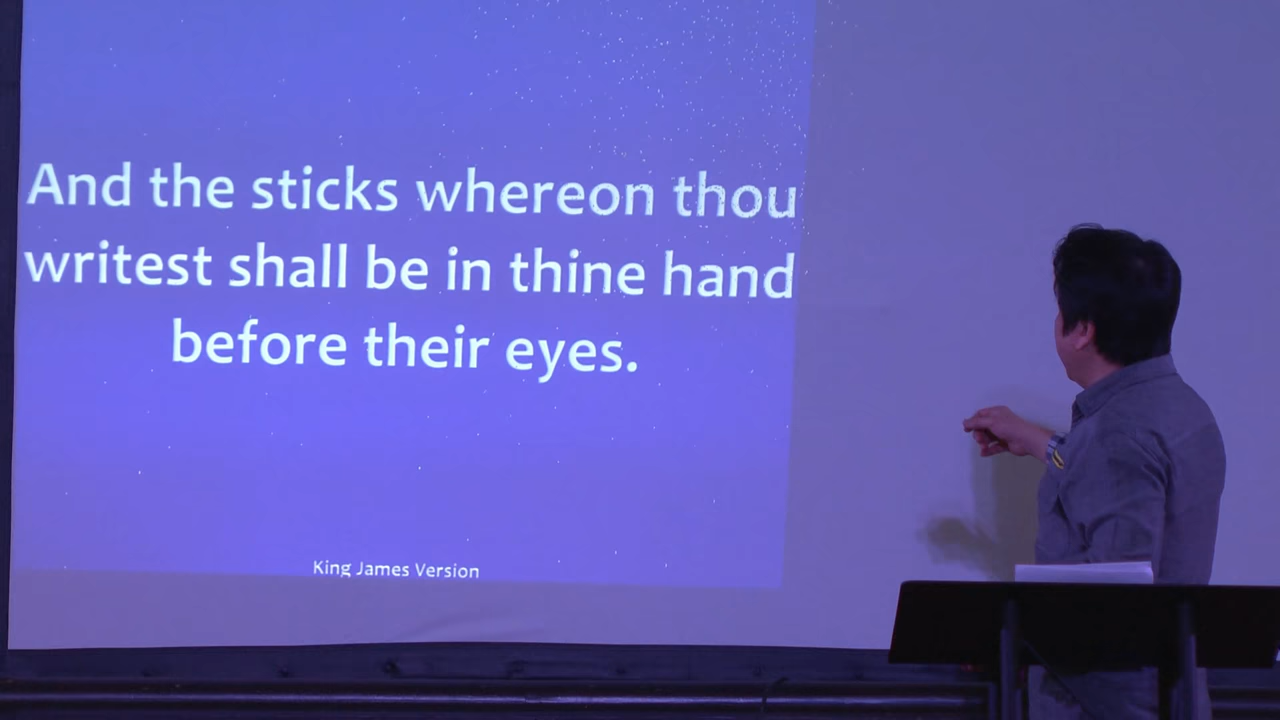 And the sticks whereon thou
writest shall be in thine hand
before their eyes.
King James Version